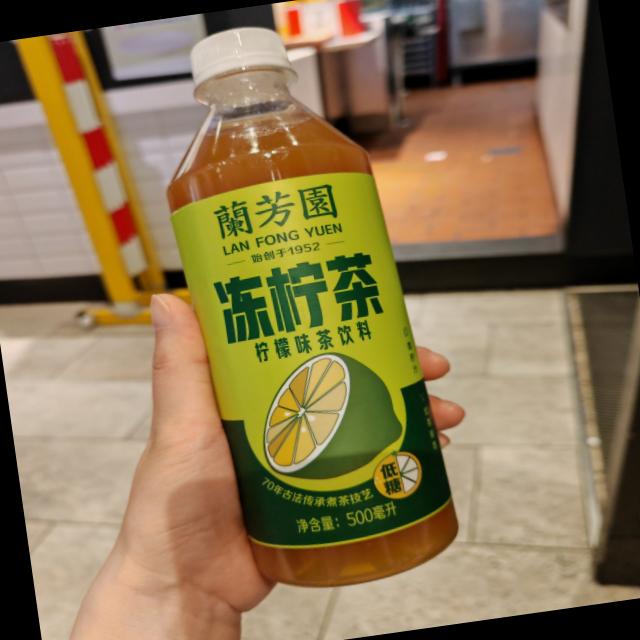 蘭芳園
LAN FONG YUEN
始创于1952
冻柠茶
柠檬味茶饮料
低糖
70年古法传承煮茶技艺
净含量：500毫升